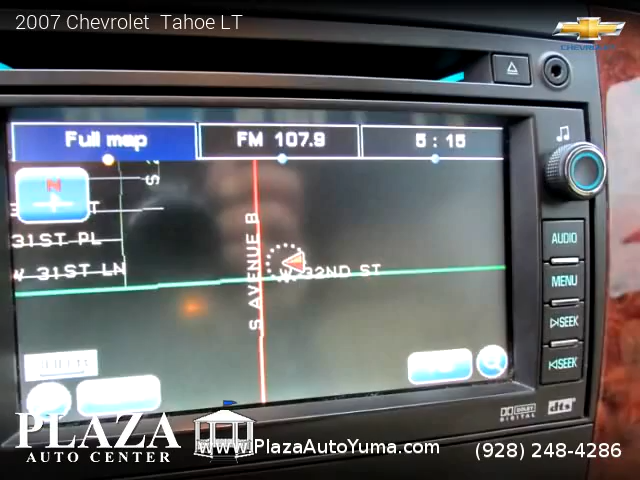 2007 Chevrolet Tahoe LT
CHEVROLET
Full map
FM 107.9
5:15
N
31ST PL
W 31ST LN
S AVENUE B
W 32ND ST
AUDIO
MENU
SEEK
SEEK
DOLBY
DIGITAL
dts
PLAZA
AUTO CENTER
www.PlazaAutoYuma.com
(928) 248-4286